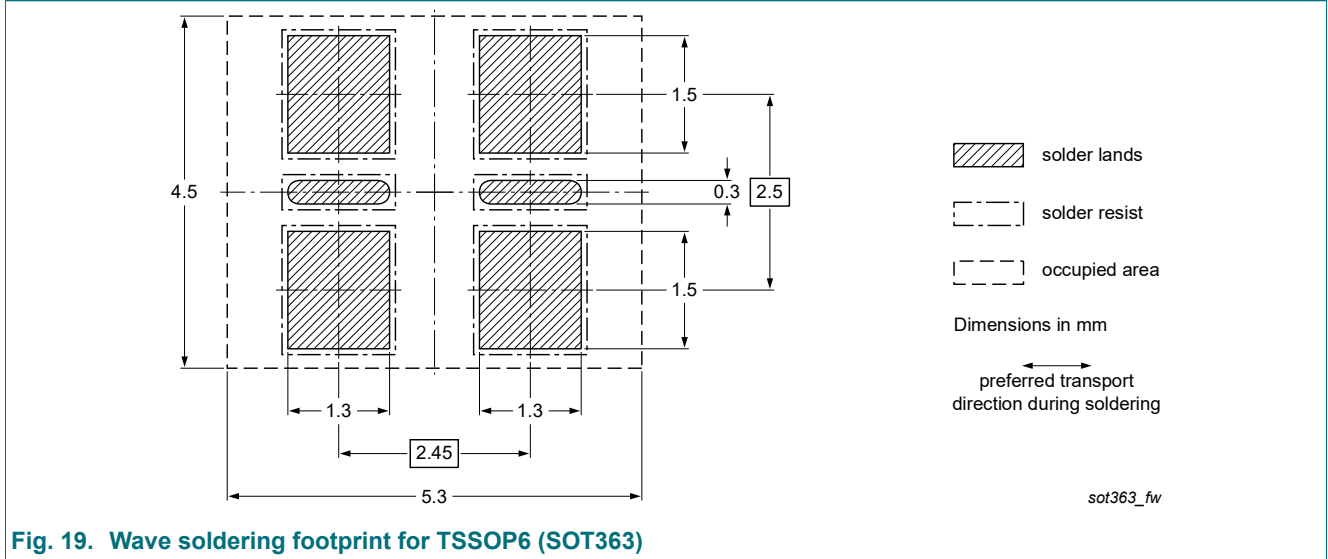 1.5
4.5
0.3
2.5
1.5
1.3
1.3
2.45
5.3
solder lands
solder resist
occupied area
Dimensions in mm
preferred transport
direction during soldering
sot363_fw
Fig. 19. Wave soldering footprint for TSSOP6 (SOT363)